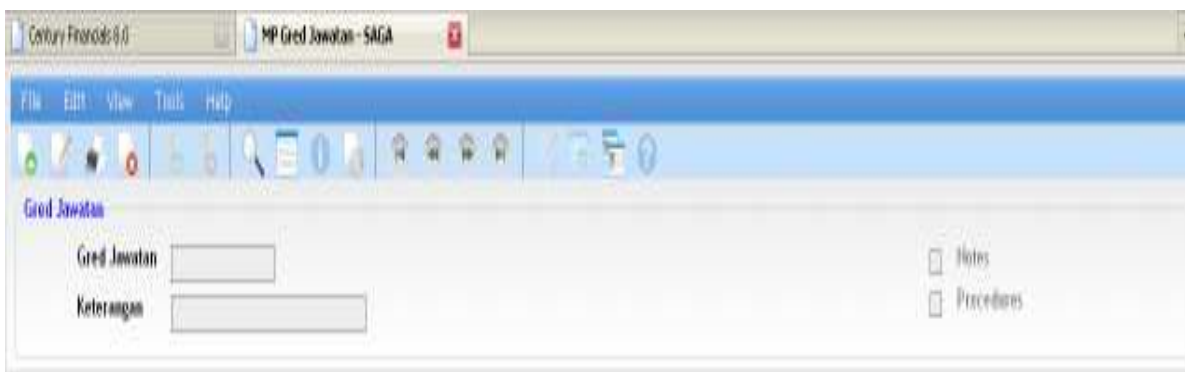 Century Financials 8.0 MP Gred Jawatan - SAGA
File Edit View Tools Help
Gred Jawatan
Gred Jawatan
Notes
Keterangan
Procedures